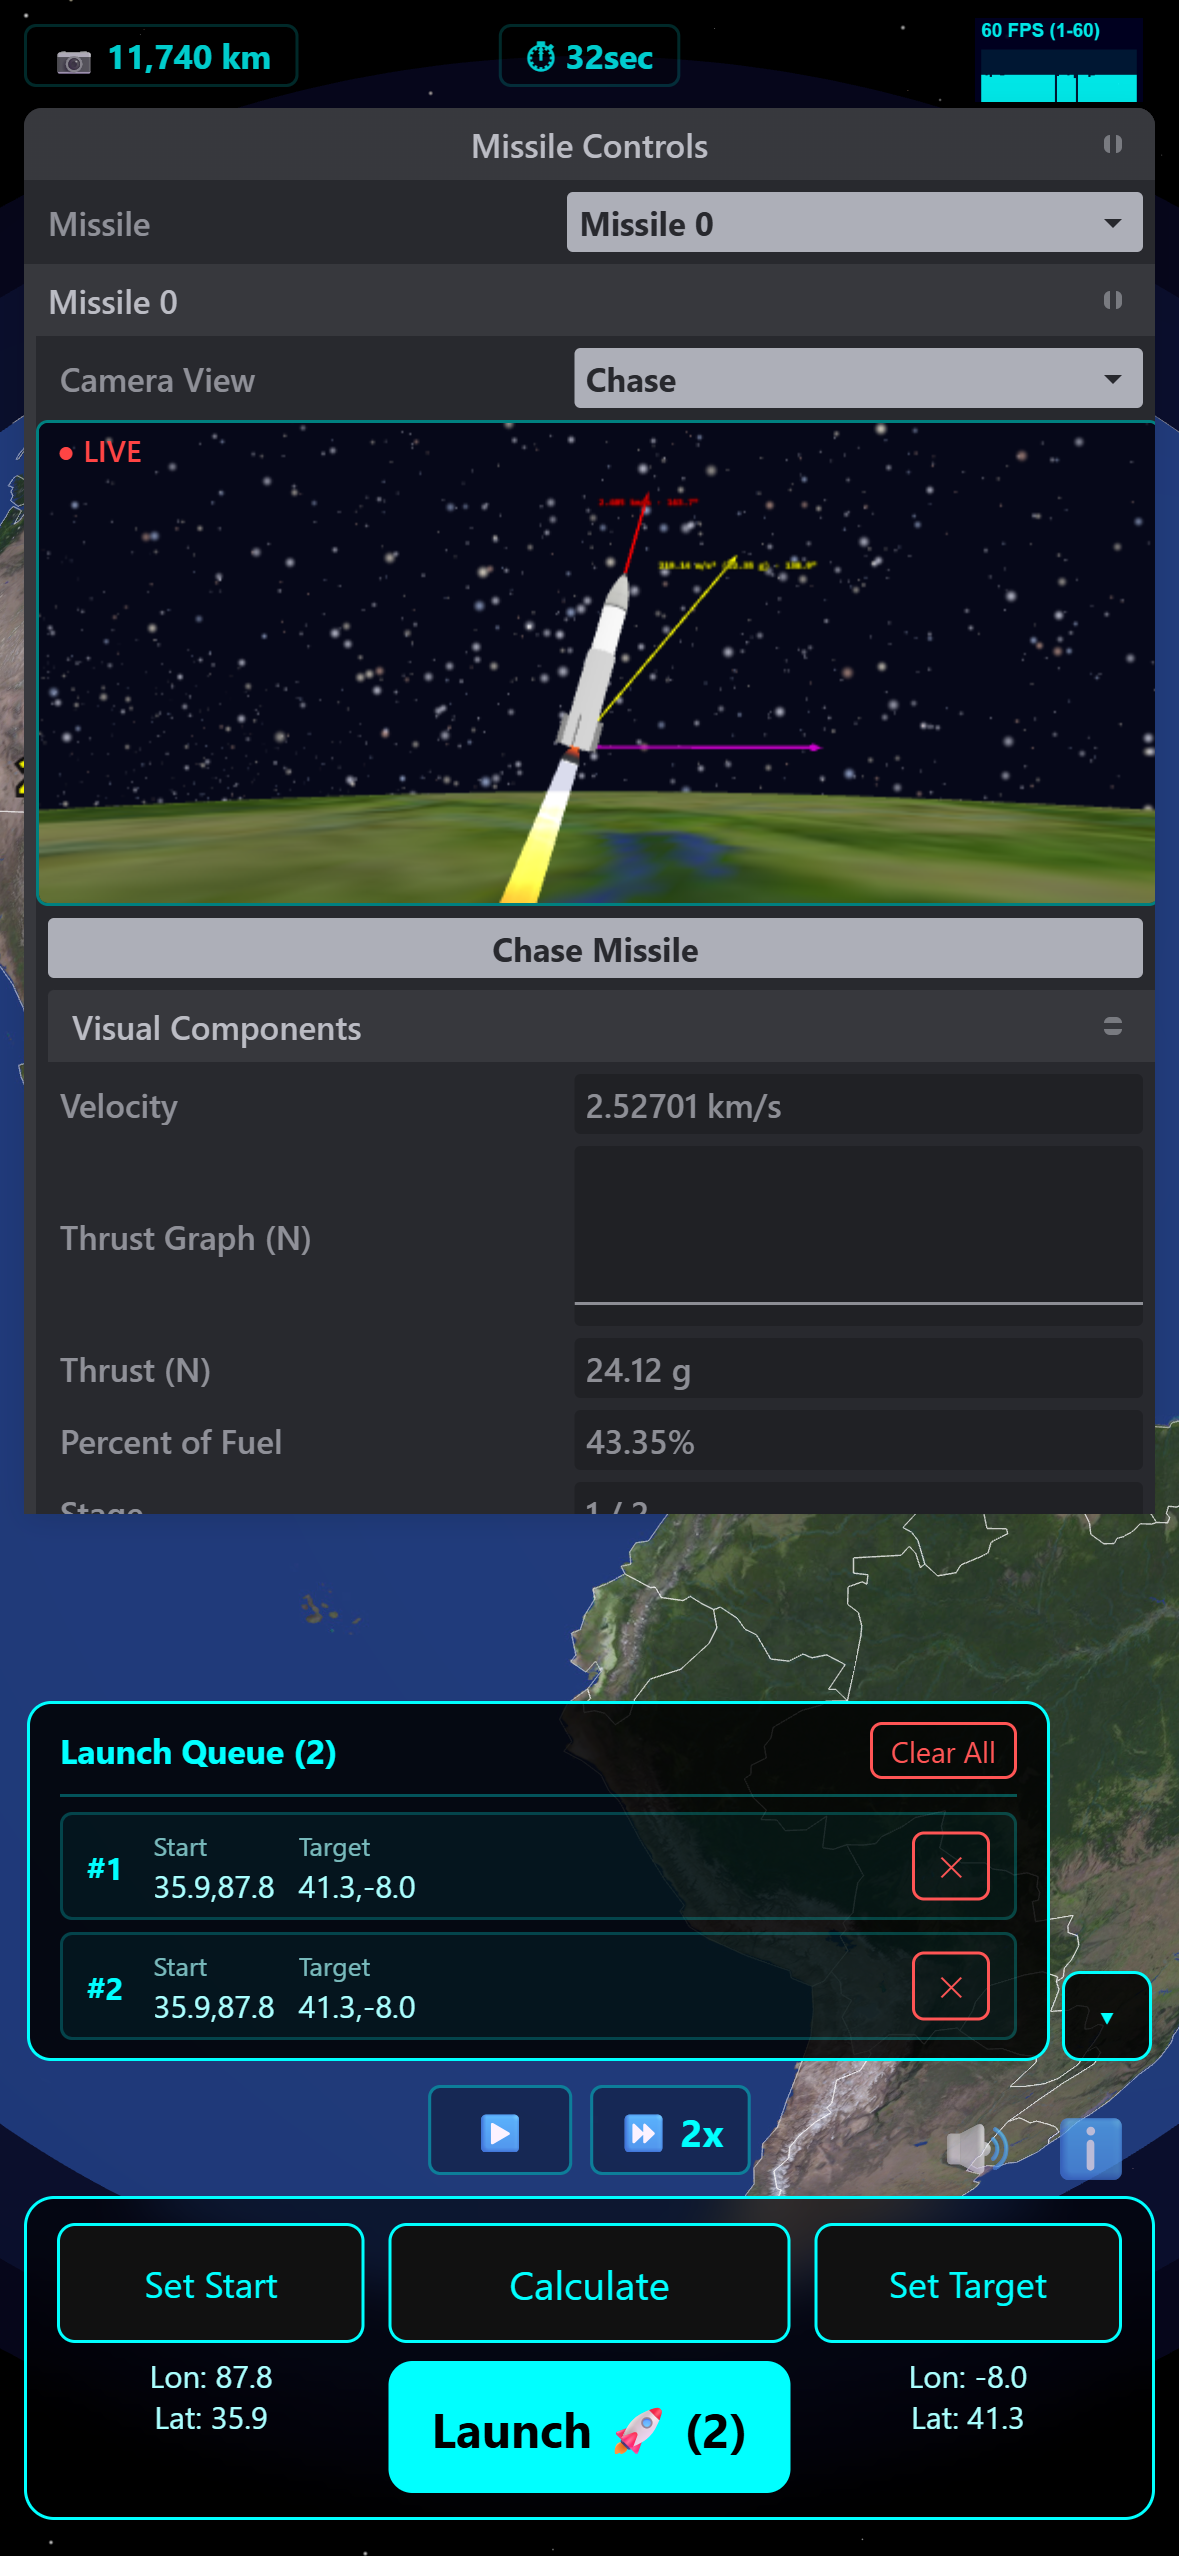 📷 11,740 km
⏱ 32sec
60 FPS (1-60)
Missile Controls
Missile
Missile 0
Missile 0
Camera View
Chase
LIVE
Chase Missile
Visual Components
Velocity
2.52701 km/s
Thrust Graph (N)
Thrust (N)
24.12 g
Percent of Fuel
43.35%
Stage
1 / 2
Launch Queue (2)
Clear All
#1
Start
Target
35.9,87.8
41.3,-8.0
#2
Start
Target
35.9,87.8
41.3,-8.0
2x
Set Start
Calculate
Set Target
Lon: 87.8
Lat: 35.9
Launch 🚀 (2)
Lon: -8.0
Lat: 41.3